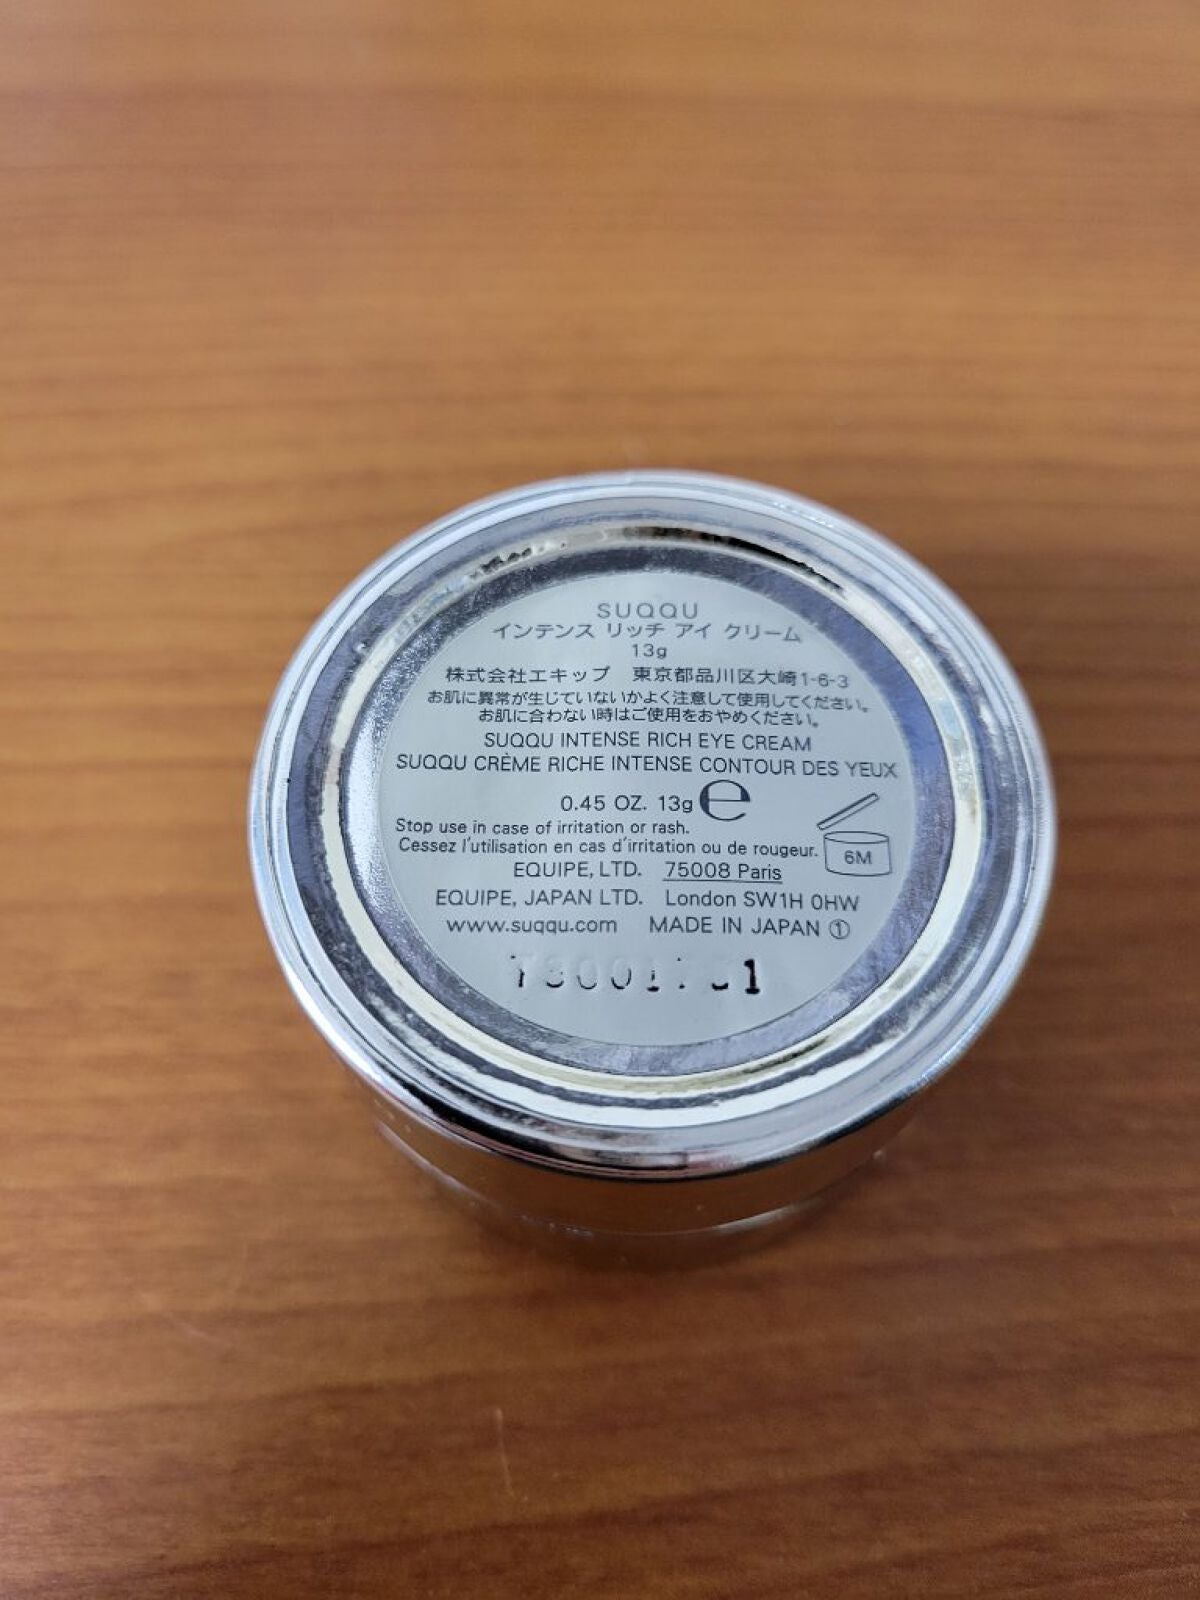 SUQQU
インテンス リッチ アイ クリーム
13g
株式会社エキップ 東京都品川区大崎1-6-3
お肌に異常が生じていないかよく注意して使用してください。
お肌に合わない時はご使用をおやめください。
SUQQU INTENSE RICH EYE CREAM
SUQQU CRÈME RICHE INTENSE CONTOUR DES YEUX
0.45 OZ. 13g ℮
Stop use in case of irritation or rash.
Cessez l'utilisation en cas d'irritation ou de rougeur.
6M
EQUIPE, LTD. 75008 Paris
EQUIPE, JAPAN LTD. London SW1H 0HW
www.suqqu.com MADE IN JAPAN ①